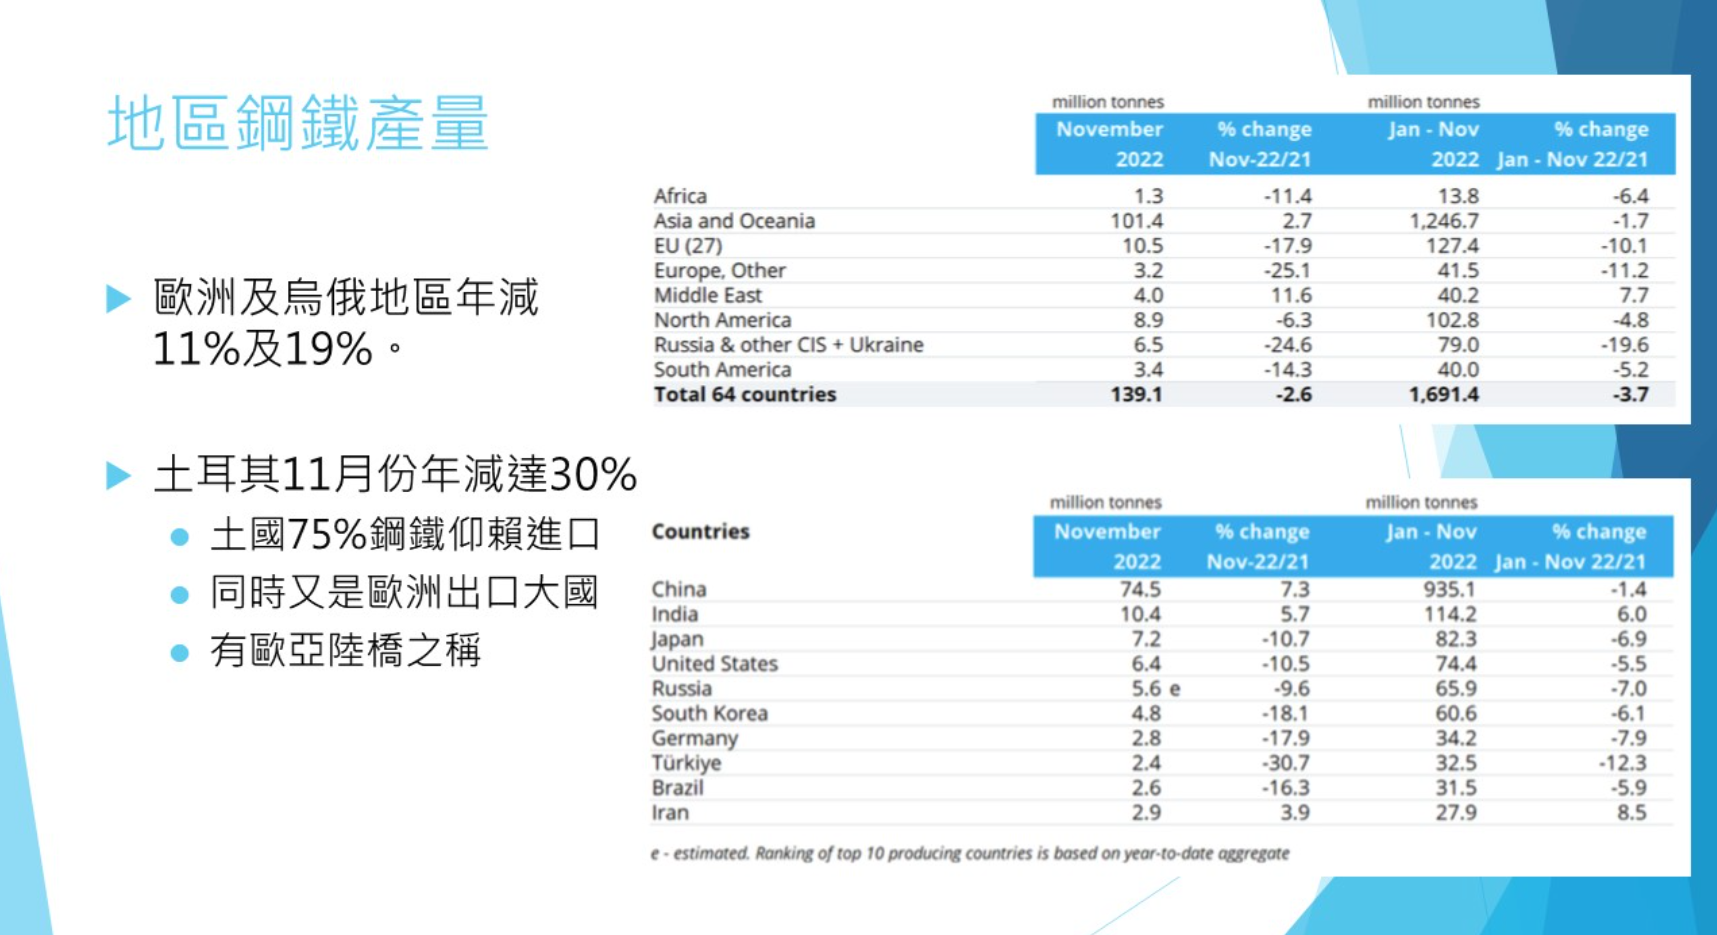 地區鋼鐵產量
歐洲及烏俄地區年減
11%及19%。
土耳其11月份年減達30%
土國75%鋼鐵仰賴進口
同時又是歐洲出口大國
有歐亞陸橋之稱
million tonnes million tonnes
November % change Jan - Nov % change
2022 Nov-22/21 2022 Jan - Nov 22/21
Africa 1.3 -11.4 13.8 -6.4
Asia and Oceania 101.4 2.7 1,246.7 -1.7
EU (27) 10.5 -17.9 127.4 -10.1
Europe, Other 3.2 -25.1 41.5 -11.2
Middle East 4.0 11.6 40.2 7.7
North America 8.9 -6.3 102.8 -4.8
Russia & other CIS + Ukraine 6.5 -24.6 79.0 -19.6
South America 3.4 -14.3 40.0 -5.2
Total 64 countries 139.1 -2.6 1,691.4 -3.7
million tonnes million tonnes
Countries November % change Jan - Nov % change
2022 Nov-22/21 2022 Jan - Nov 22/21
China 74.5 7.3 935.1 -1.4
India 10.4 5.7 114.2 6.0
Japan 7.2 -10.7 82.3 -6.9
United States 6.4 -10.5 74.4 -5.5
Russia 5.6 e -9.6 65.9 -7.0
South Korea 4.8 -18.1 60.6 -6.1
Germany 2.8 -17.9 34.2 -7.9
Türkiye 2.4 -30.7 32.5 -12.3
Brazil 2.6 -16.3 31.5 -5.9
Iran 2.9 3.9 27.9 8.5
e - estimated. Ranking of top 10 producing countries is based on year-to-date aggregate